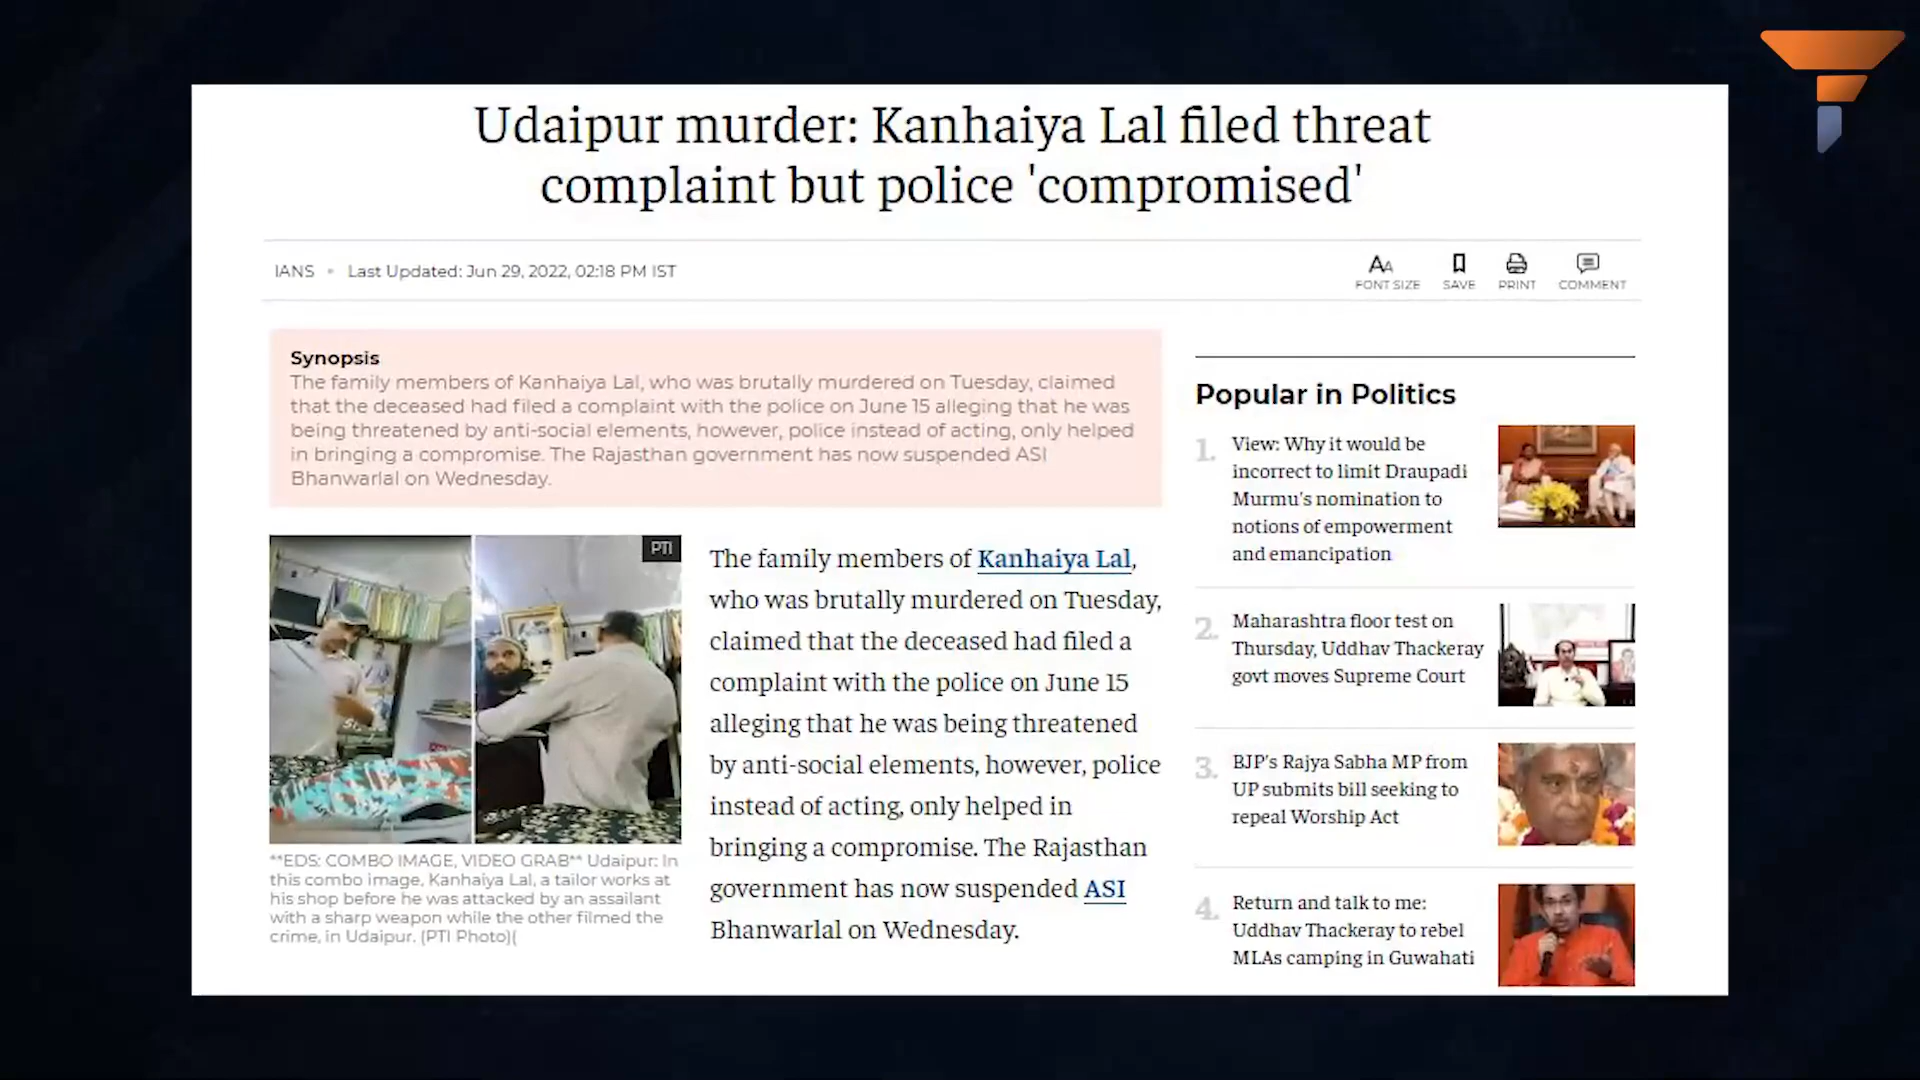 Udaipur murder: Kanhaiya Lal filed threat
complaint but police 'compromised'
IANS • Last Updated: Jun 29, 2022, 02:18 PM IST
AA
FONT SIZE
SAVE
PRINT
COMMENT
Synopsis
The family members of Kanhaiya Lal, who was brutally murdered on Tuesday, claimed
that the deceased had filed a complaint with the police on June 15 alleging that he was
being threatened by anti-social elements, however, police instead of acting, only helped
in bringing a compromise. The Rajasthan government has now suspended ASI
Bhanwarlal on Wednesday.
PTI
**EDS: COMBO IMAGE, VIDEO GRAB** Udaipur: In
this combo image, Kanhaiya Lal, a tailor works at
his shop before he was attacked by an assailant
with a sharp weapon while the other filmed the
crime, in Udaipur. (PTI Photo)(
The family members of Kanhaiya Lal,
who was brutally murdered on Tuesday,
claimed that the deceased had filed a
complaint with the police on June 15
alleging that he was being threatened
by anti-social elements, however, police
instead of acting, only helped in
bringing a compromise. The Rajasthan
government has now suspended ASI
Bhanwarlal on Wednesday.
Popular in Politics
1. View: Why it would be
incorrect to limit Draupadi
Murmu's nomination to
notions of empowerment
and emancipation
2. Maharashtra floor test on
Thursday, Uddhav Thackeray
govt moves Supreme Court
3. BJP's Rajya Sabha MP from
UP submits bill seeking to
repeal Worship Act
4. Return and talk to me:
Uddhav Thackeray to rebel
MLAs camping in Guwahati